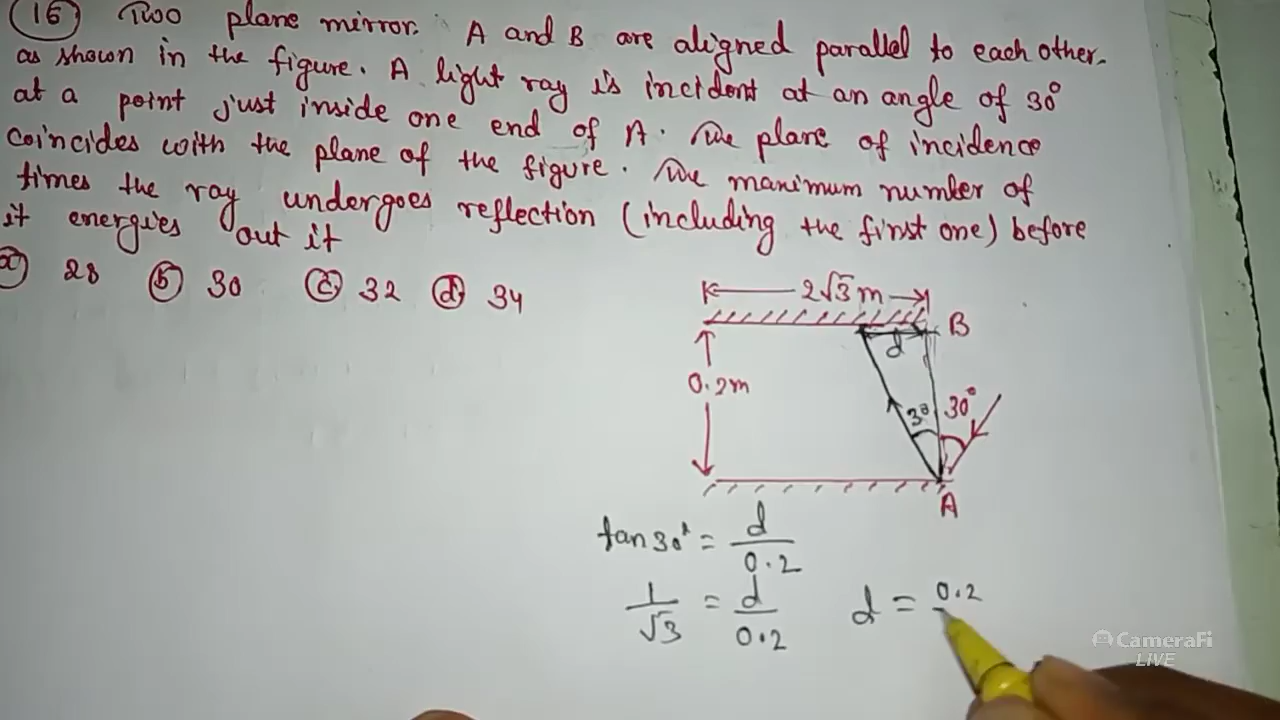 (16) Two plane mirror. A and B are aligned parallel to each other.
as shown in the figure. A light ray is incident at an angle of 30°
at a point just inside one end of A. The plane of incidence
coincides with the plane of the figure. The manimum number of
times the ray undergoes reflection (including the first one) before
it energies out it
(a) 28 (b) 30 (c) 32 (d) 34
2√3 m
B
d
0.2m
30 30°
A
tan30° = d/0.2
1/√3 = d/0.2 d = 0.2
CameraFi
LIVE